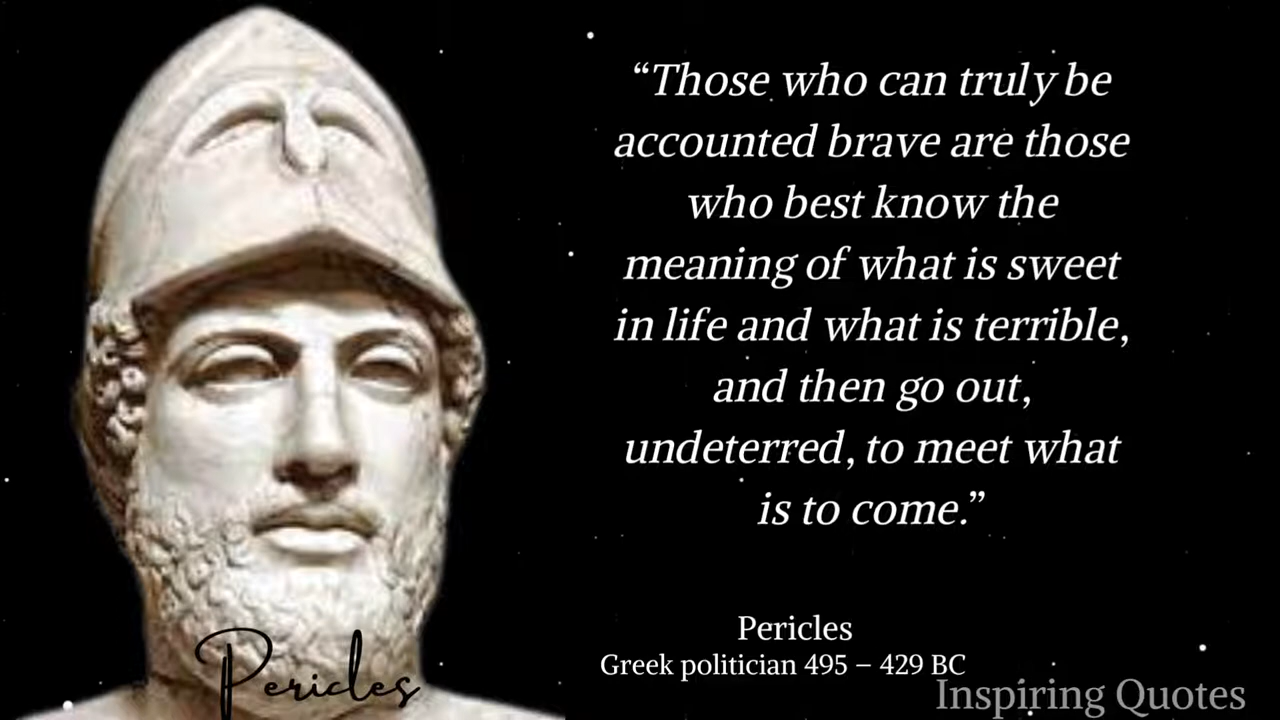 “Those who can truly be
accounted brave are those
who best know the
meaning of what is sweet
in life and what is terrible,
and then go out,
undeterred, to meet what
is to come.”
Pericles
Greek politician 495 – 429 BC
Pericles
Inspiring Quotes